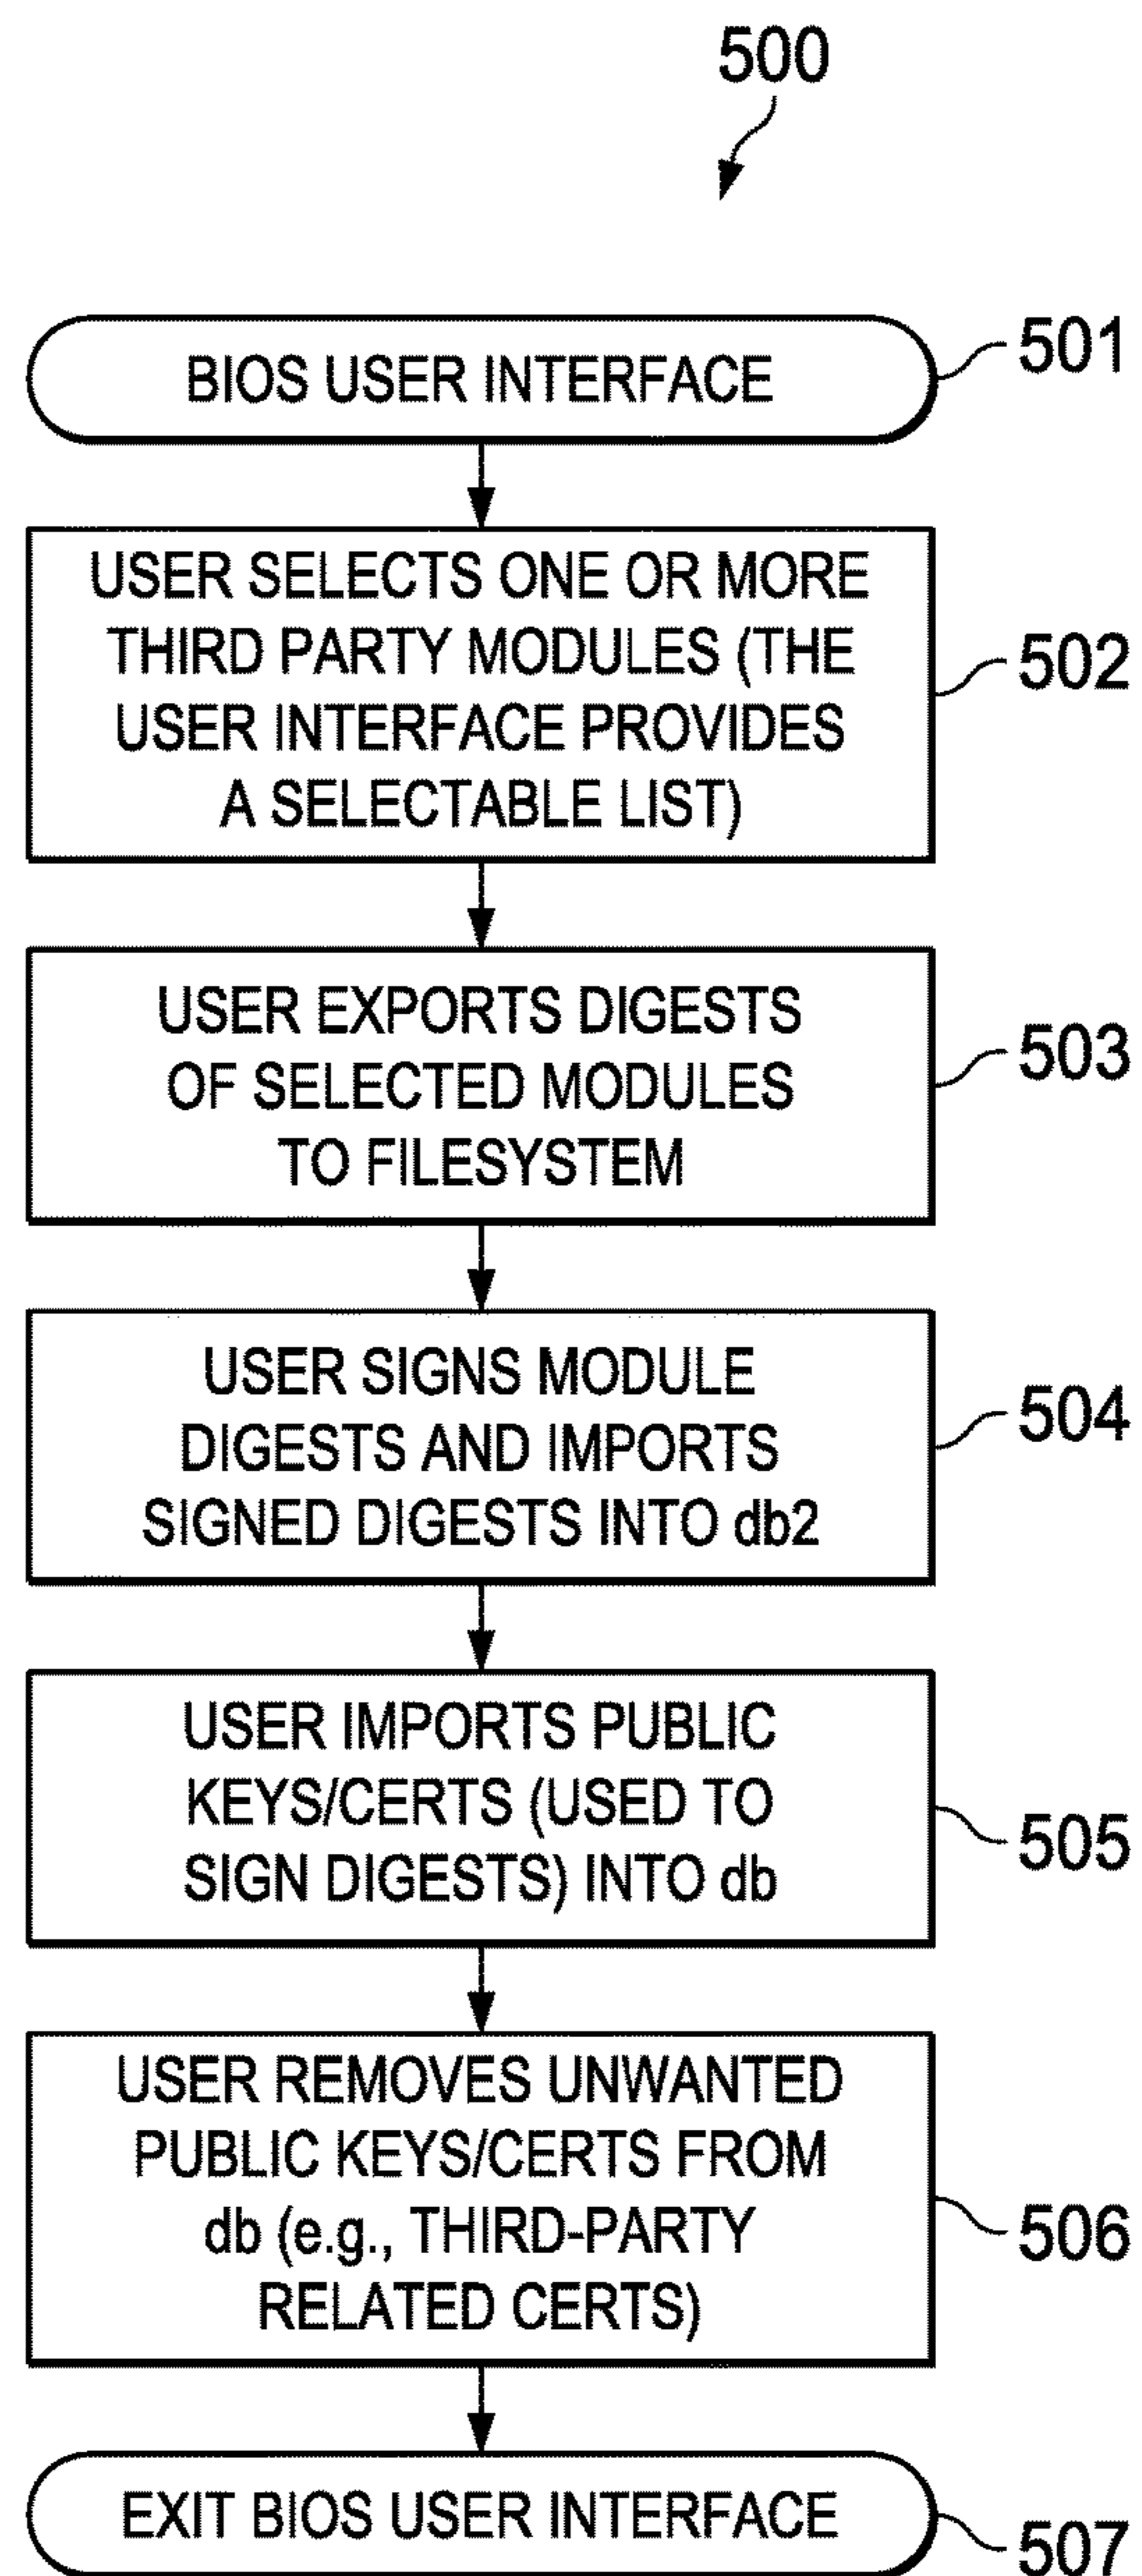 500
BIOS USER INTERFACE
501
USER SELECTS ONE OR MORE
THIRD PARTY MODULES (THE
USER INTERFACE PROVIDES
A SELECTABLE LIST)
502
USER EXPORTS DIGESTS
OF SELECTED MODULES
TO FILESYSTEM
503
USER SIGNS MODULE
DIGESTS AND IMPORTS
SIGNED DIGESTS INTO db2
504
USER IMPORTS PUBLIC
KEYS/CERTS (USED TO
SIGN DIGESTS) INTO db
505
USER REMOVES UNWANTED
PUBLIC KEYS/CERTS FROM
db (e.g., THIRD-PARTY
RELATED CERTS)
506
EXIT BIOS USER INTERFACE
507